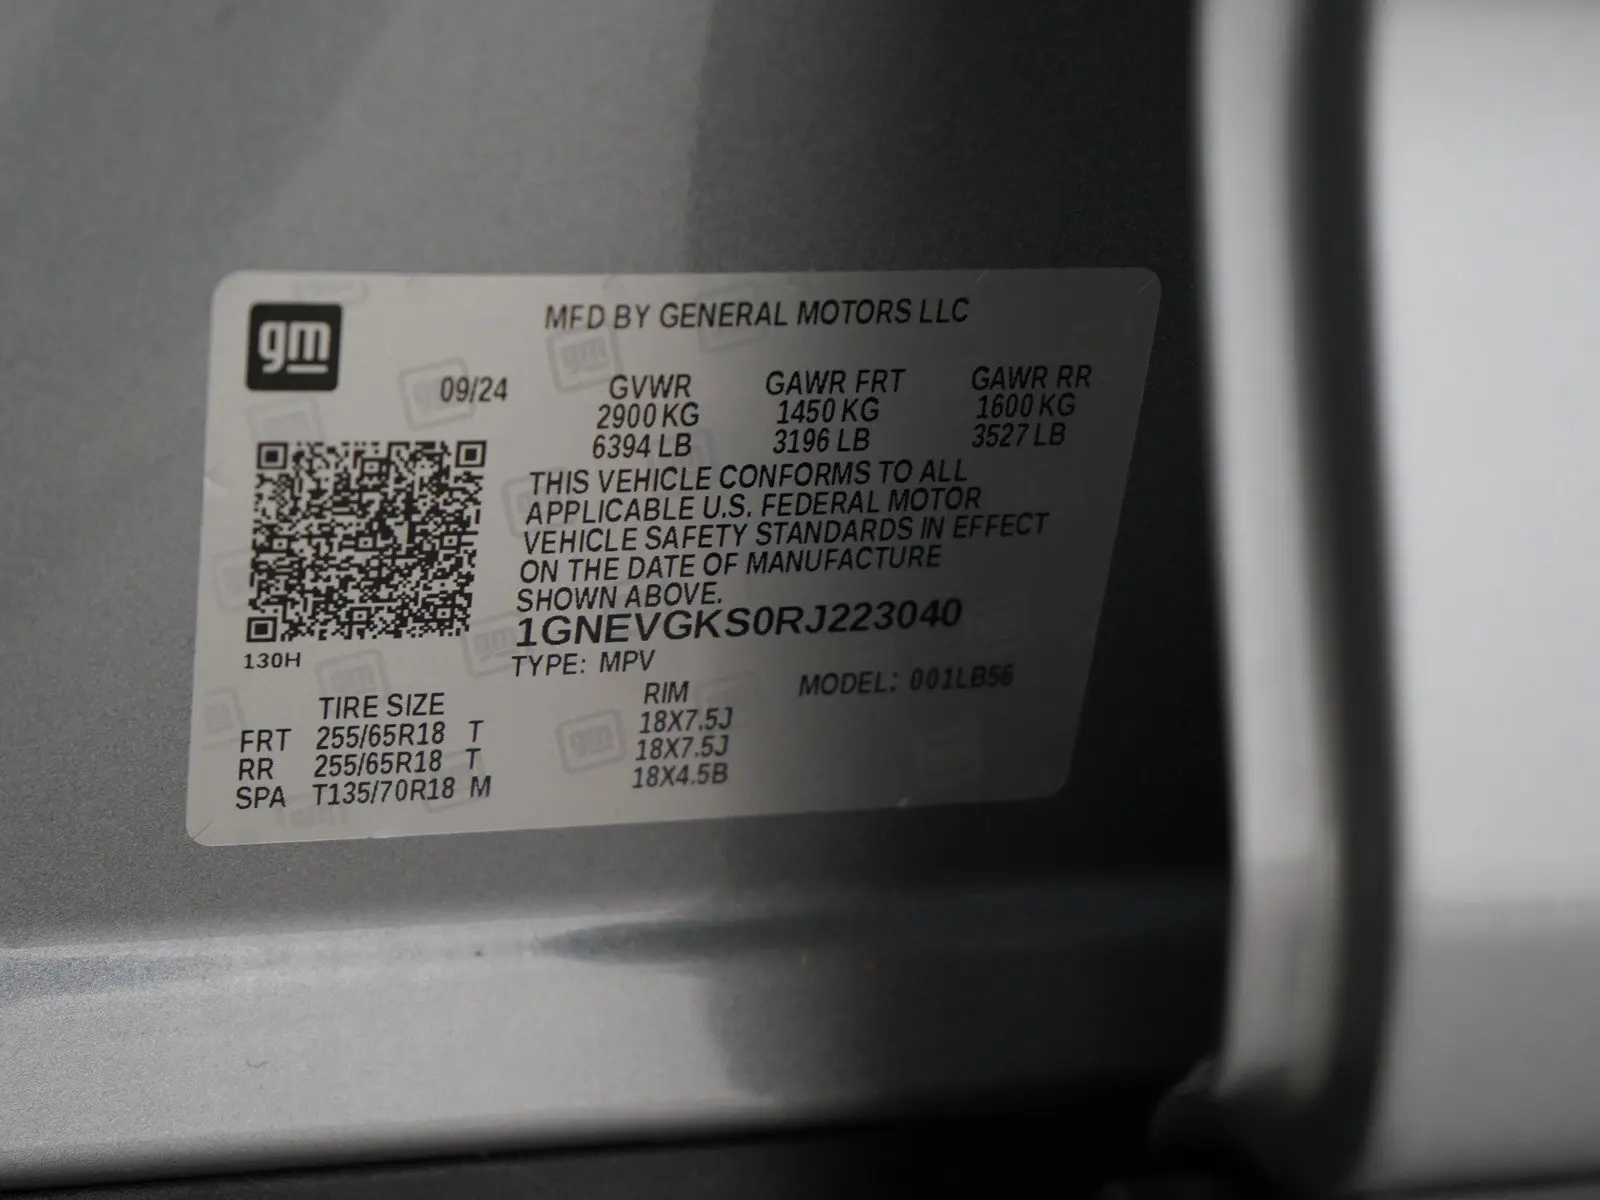 gm
MFD BY GENERAL MOTORS LLC
09/24 GVWR GAWR FRT GAWR RR
2900 KG 1450 KG 1600 KG
6394 LB 3196 LB 3527 LB
THIS VEHICLE CONFORMS TO ALL
APPLICABLE U.S. FEDERAL MOTOR
VEHICLE SAFETY STANDARDS IN EFFECT
ON THE DATE OF MANUFACTURE
SHOWN ABOVE.
1GNEVGKS0RJ223040
130H
TYPE: MPV
MODEL: 001LB56
TIRE SIZE RIM
FRT 255/65R18 T 18X7.5J
RR 255/65R18 T 18X7.5J
SPA T135/70R18 M 18X4.5B